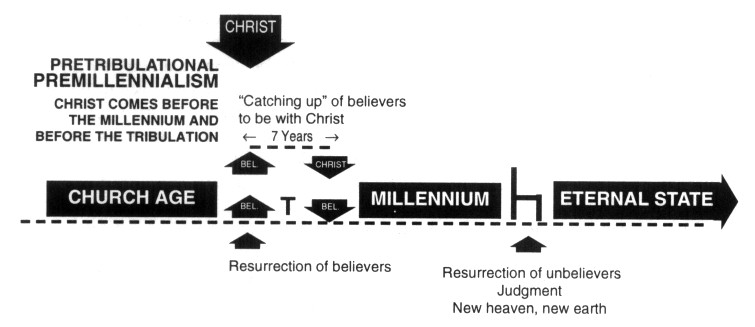 CHRIST
PRETRIBULATIONAL
PREMILLENNIALISM
CHRIST COMES BEFORE
THE MILLENNIUM AND
BEFORE THE TRIBULATION
“Catching up” of believers
to be with Christ
← 7 Years →
BEL
CHRIST
CHURCH AGE
BEL.
T
BEL.
MILLENNIUM
ETERNAL STATE
Resurrection of believers
Resurrection of unbelievers
Judgment
New heaven, new earth